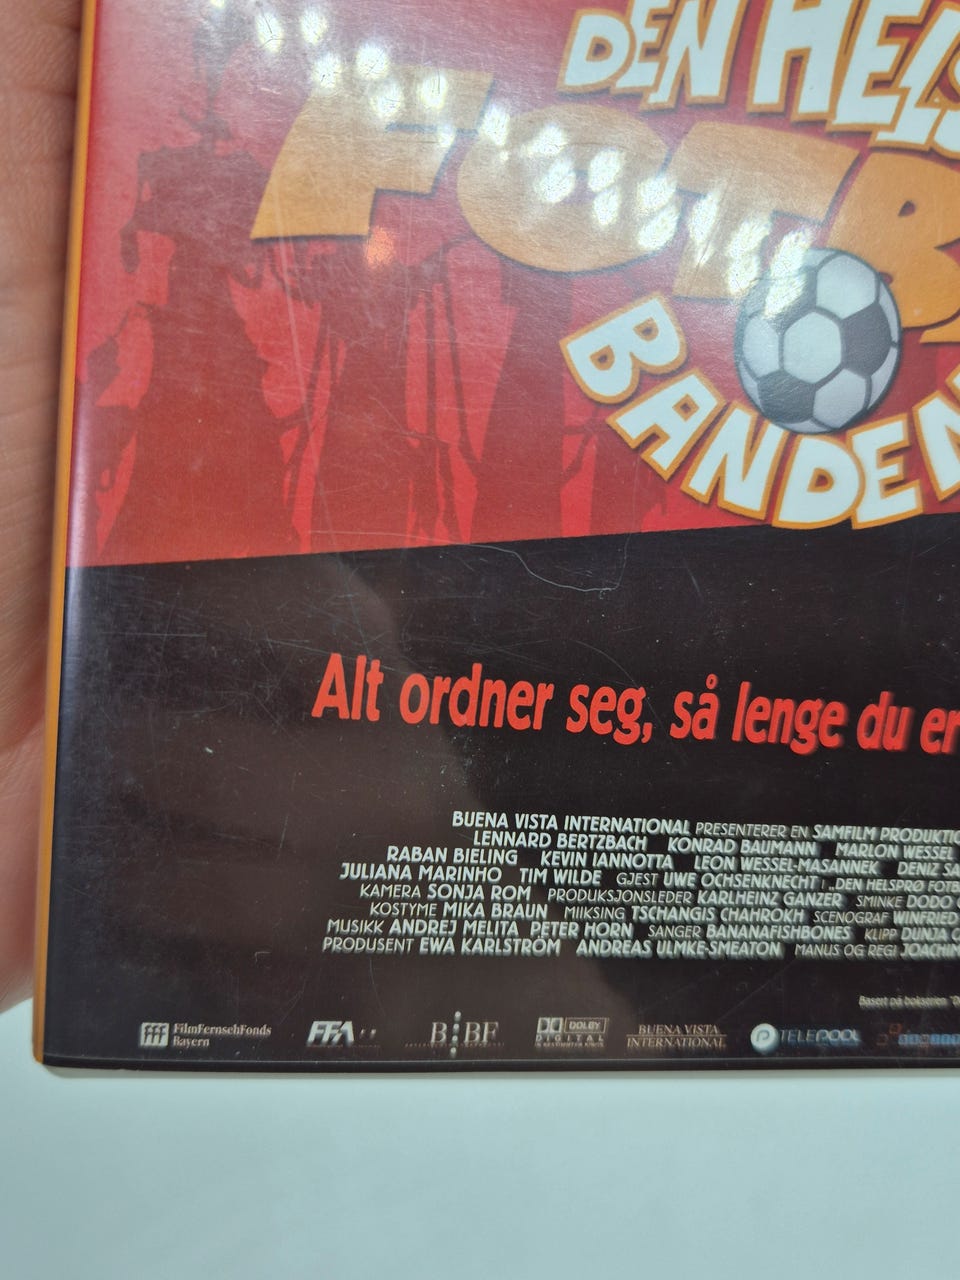 DEN HELS
FOTB
BANDEN
Alt ordner seg, så lenge du er
BUENA VISTA INTERNATIONAL PRESENTERER EN SAMFILM PRODUKTIO
LENNARD BERTZBACH KONRAD BAUMANN MARLON WESSEL
RABAN BIELING KEVIN IANNOTTA LEON WESSEL-MASANNEK DENIZ SA
JULIANA MARINHO TIM WILDE GJEST UWE OCHSENKNECHT I „DEN HELSPRØ FOTB
KAMERA SONJA ROM PRODUKSJONSLEDER KARLHEINZ GANZER SMINKE DODO
KOSTYME MIKA BRAUN MIIKSING TSCHANGIS CHAHROKH SCENOGRAF WINFRIED
MUSIKK ANDREJ MELITA PETER HORN SANGER BANANAFISHBONES KLIPP DUNJA
PRODUSENT EWA KARLSTRÖM ANDREAS ULMKE-SMEATON MANUS OG REGI JOACHIM
Basert på bokserien "D
FilmFernsehFonds
Bayern
FFA
B BF
DOLBY
DIGITAL
BUENA VISTA
INTERNATIONAL
TELEPOOL